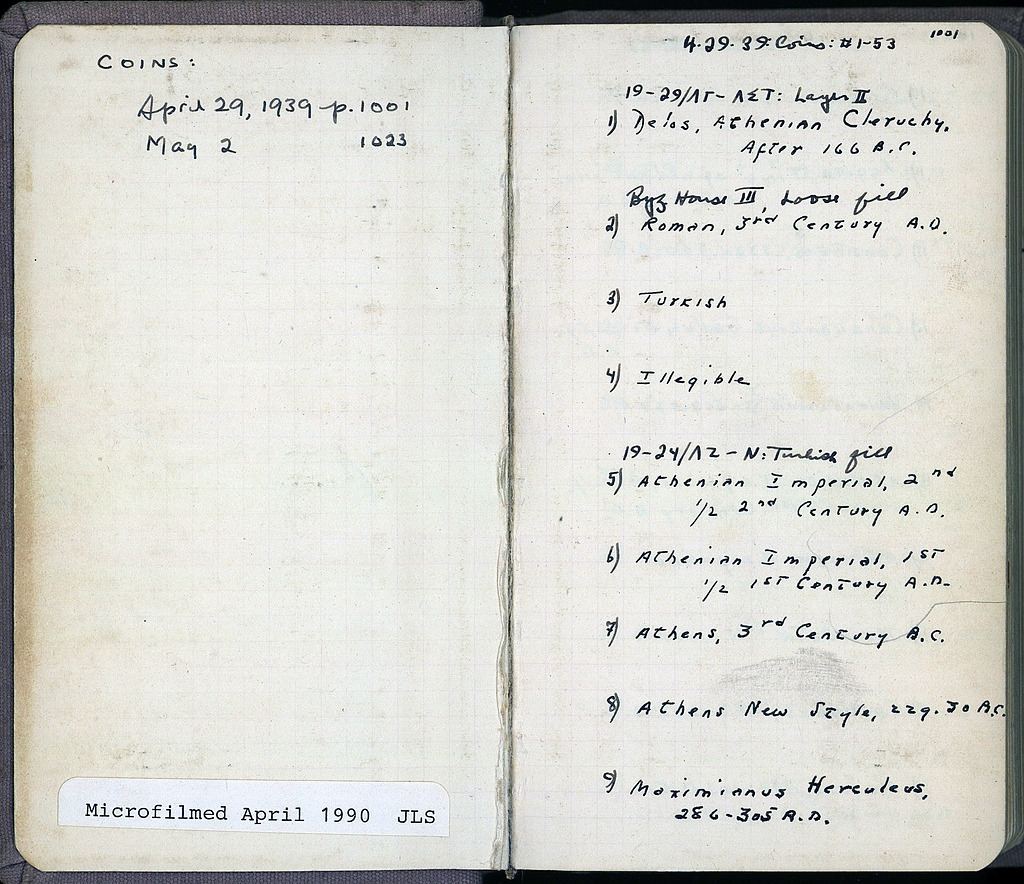 COINS:
April 29, 1939 - p. 1001
May 2 1023
Microfilmed April 1990 JLS
1001
4.29.39: Coins: #1-53
19-29/ΛΤ-ΛΣΤ: Layer II
1) Delos, Athenian Cleruchy,
After 166 B.C.
Byz House III, Loose fill
2) Roman, 3rd Century A.D.
3) Turkish
4) Illegible
19-24/ΛΖ-Ν: Turkish fill
5) Athenian Imperial, 2nd
1/2 2nd Century A.D.
6) Athenian Imperial, 1st
1/2 1st Century A.D.
7) Athens, 3rd Century B.C.
8) Athens New Style, 229-30 B.C.
9) Maximianus Herculeus,
286-305 A.D.